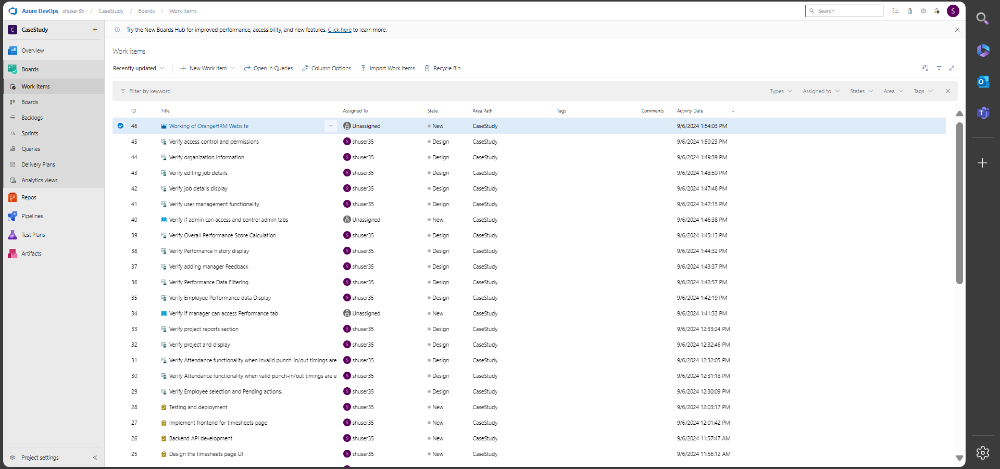 Azure DevOps shuser35 / CaseStudy / Boards / Work items Search S
C CaseStudy
Try the New Boards Hub for improved performance, accessibility, and new features. Click here to learn more.
Overview
Boards
Work items
Boards
Backlogs
Sprints
Queries
Delivery Plans
Analytics views
Repos
Pipelines
Test Plans
Artifacts
Project settings
Work items
Recently updated New Work Item Open in Queries Column Options Import Work Items Recycle Bin
Filter by keyword Types Assigned to States Area Tags
ID Title Assigned To State Area Path Tags Comments Activity Date
46 Working of OrangeHRM Website ... Unassigned New CaseStudy 9/6/2024 1:54:03 PM
45 Verify access control and permissions S shuser35 Design CaseStudy 9/6/2024 1:50:23 PM
44 Verify organization information S shuser35 Design CaseStudy 9/6/2024 1:49:39 PM
43 Verify editing job details S shuser35 Design CaseStudy 9/6/2024 1:48:50 PM
42 Verify job details display S shuser35 Design CaseStudy 9/6/2024 1:47:48 PM
41 Verify user management functionality S shuser35 Design CaseStudy 9/6/2024 1:47:15 PM
40 Verify if admin can access and control admin tabs Unassigned New CaseStudy 9/6/2024 1:46:38 PM
39 Verify Overall Performance Score Calculation S shuser35 Design CaseStudy 9/6/2024 1:45:13 PM
38 Verify Perfomance history display S shuser35 Design CaseStudy 9/6/2024 1:44:32 PM
37 Verify adding manager Feedback S shuser35 Design CaseStudy 9/6/2024 1:43:37 PM
36 Verify Performance Data Filtering S shuser35 Design CaseStudy 9/6/2024 1:42:57 PM
35 Verify Employee Performance data Display S shuser35 Design CaseStudy 9/6/2024 1:42:19 PM
34 Verify if manager can access Performance tab Unassigned New CaseStudy 9/6/2024 1:41:33 PM
33 Verify project reports section S shuser35 Design CaseStudy 9/6/2024 12:33:24 PM
32 Verify project and display S shuser35 Design CaseStudy 9/6/2024 12:32:46 PM
31 Verify Attendance functionality when invalid punch-in/out timings are S shuser35 Design CaseStudy 9/6/2024 12:32:05 PM
30 Verify Attendance functionality when valid punch-in/out timings are e S shuser35 Design CaseStudy 9/6/2024 12:31:18 PM
29 Verify Employee selection and Pending actions. S shuser35 Design CaseStudy 9/6/2024 12:30:09 PM
28 Testing and deployment S shuser35 New CaseStudy 9/6/2024 12:03:17 PM
27 Implement frontend for timesheets page S shuser35 New CaseStudy 9/6/2024 12:01:42 PM
26 Backend API development S shuser35 New CaseStudy 9/6/2024 11:57:47 AM
25 Design the timesheets page UI S shuser35 New CaseStudy 9/6/2024 11:56:12 AM